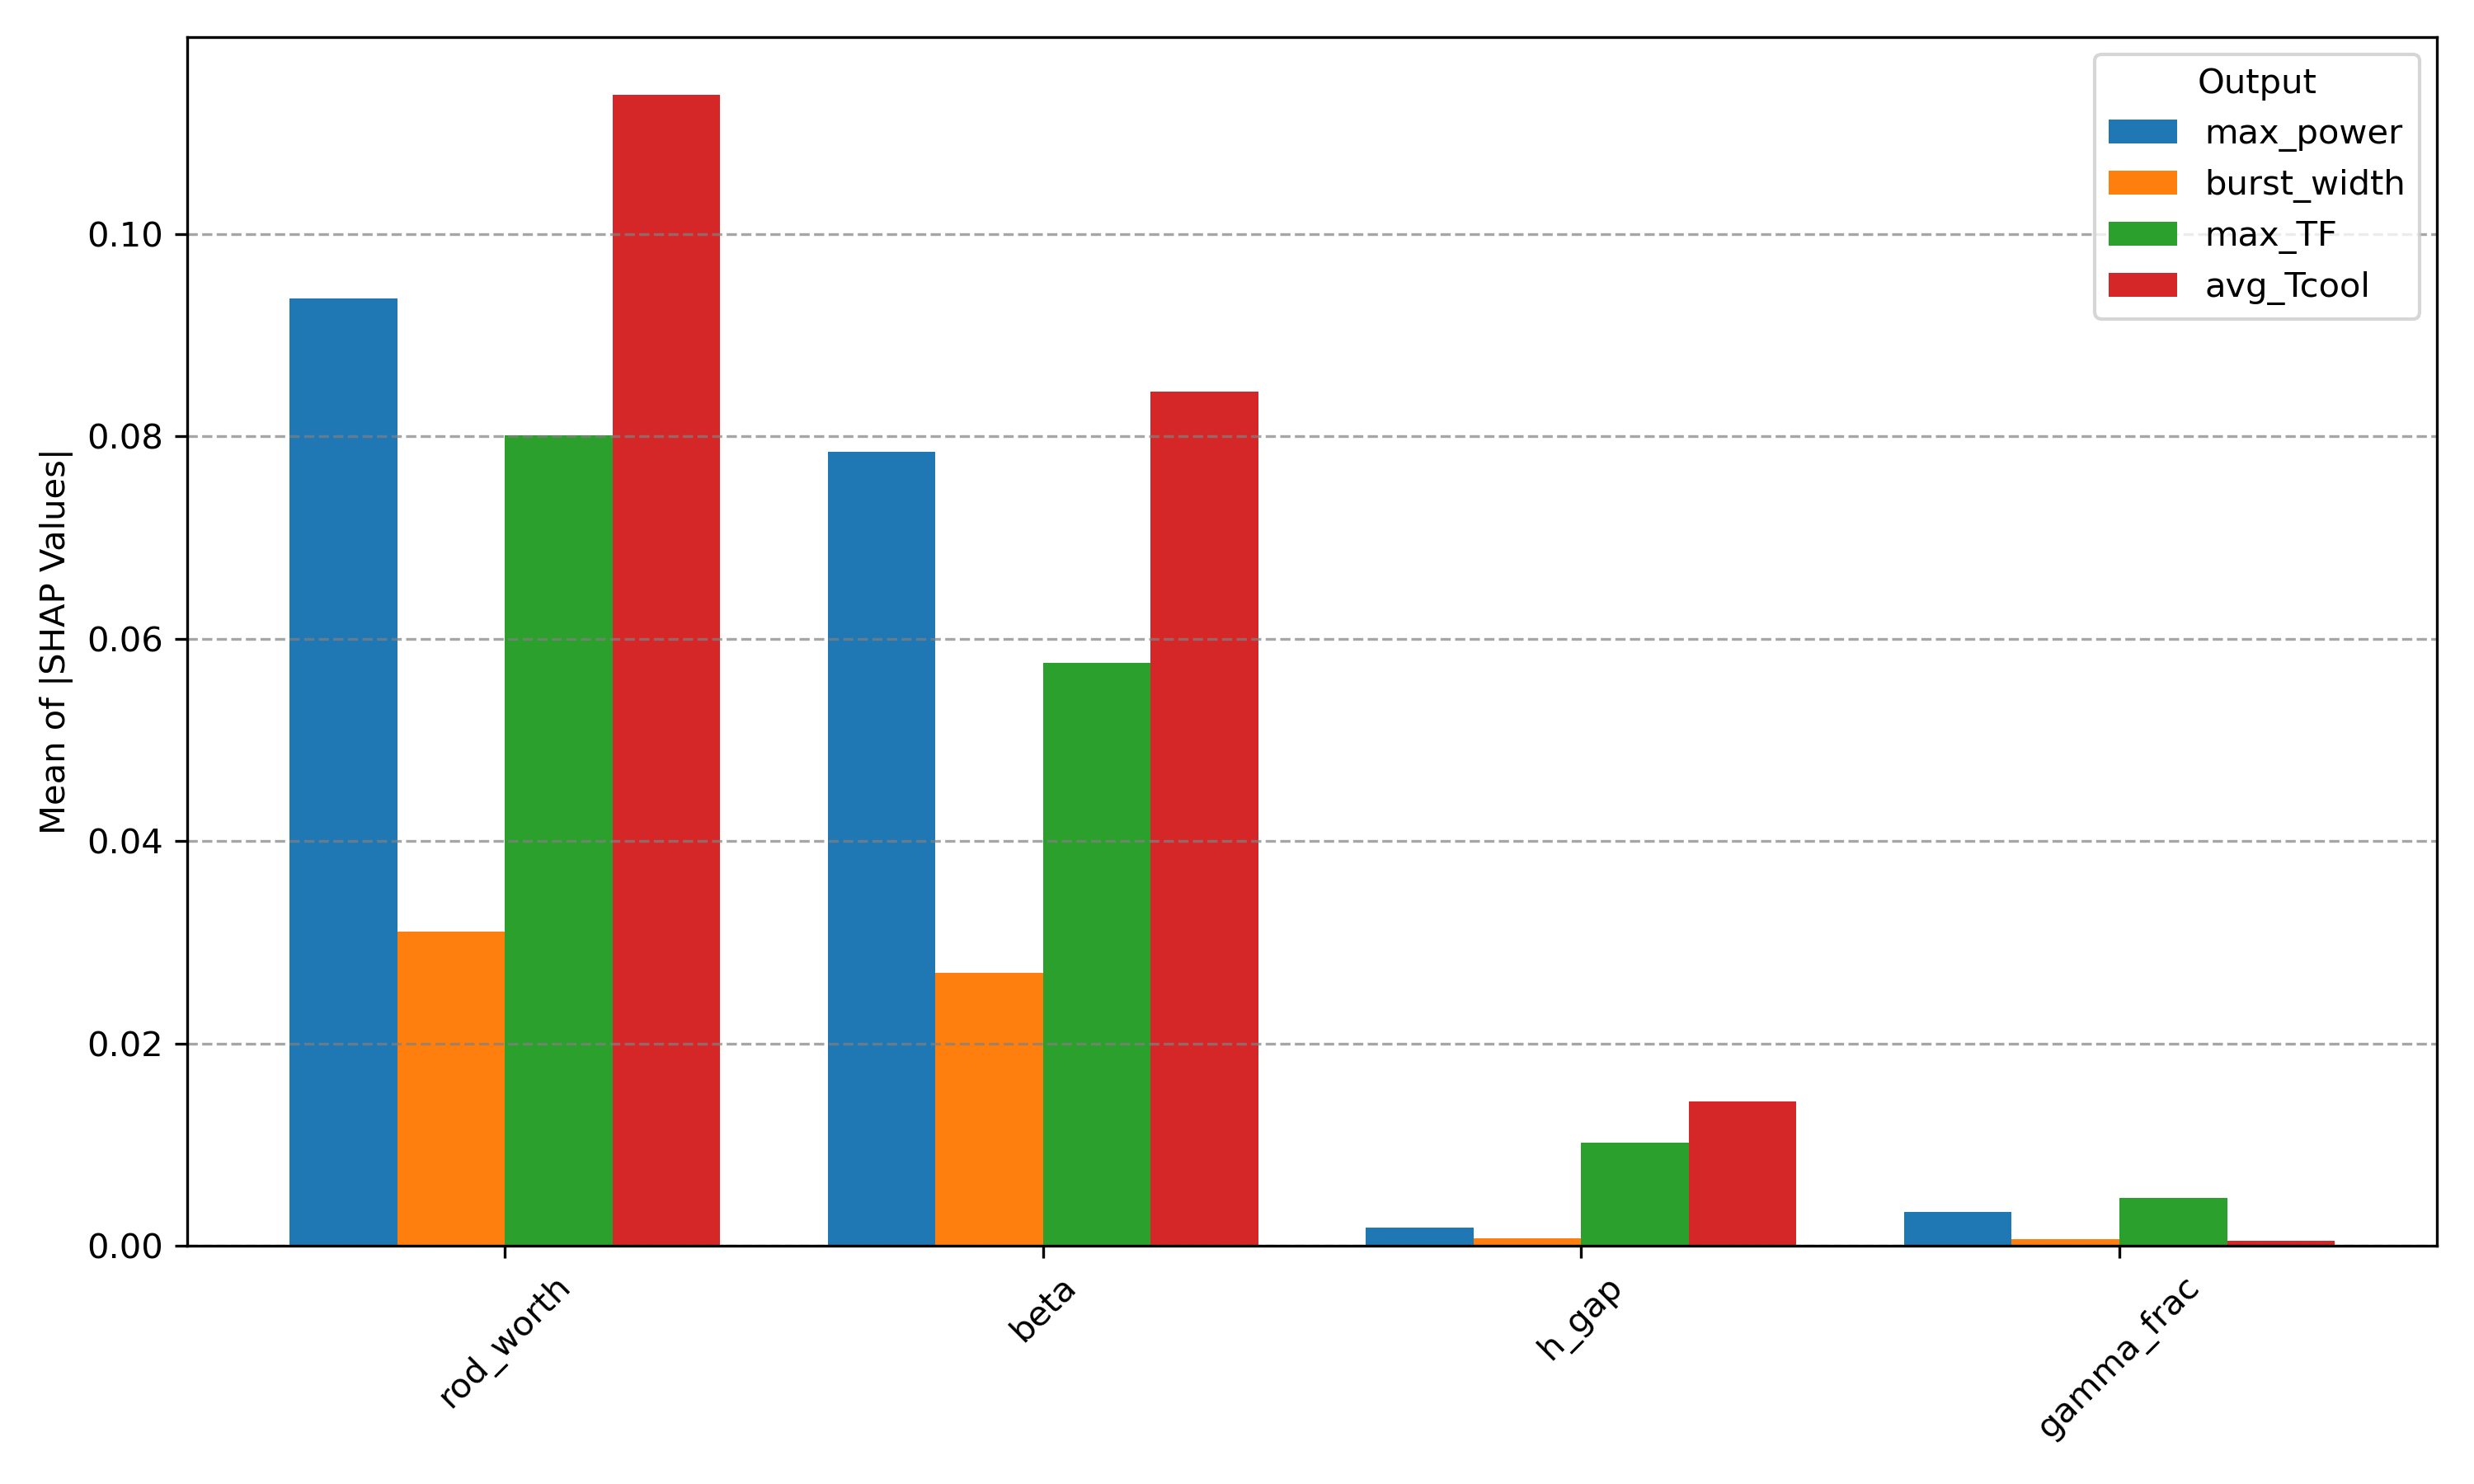 Output
max_power
burst_width
max_TF
avg_Tcool
Mean of |SHAP Values|
0.10
0.08
0.06
0.04
0.02
0.00
rod_worth
beta
h_gap
gamma_frac